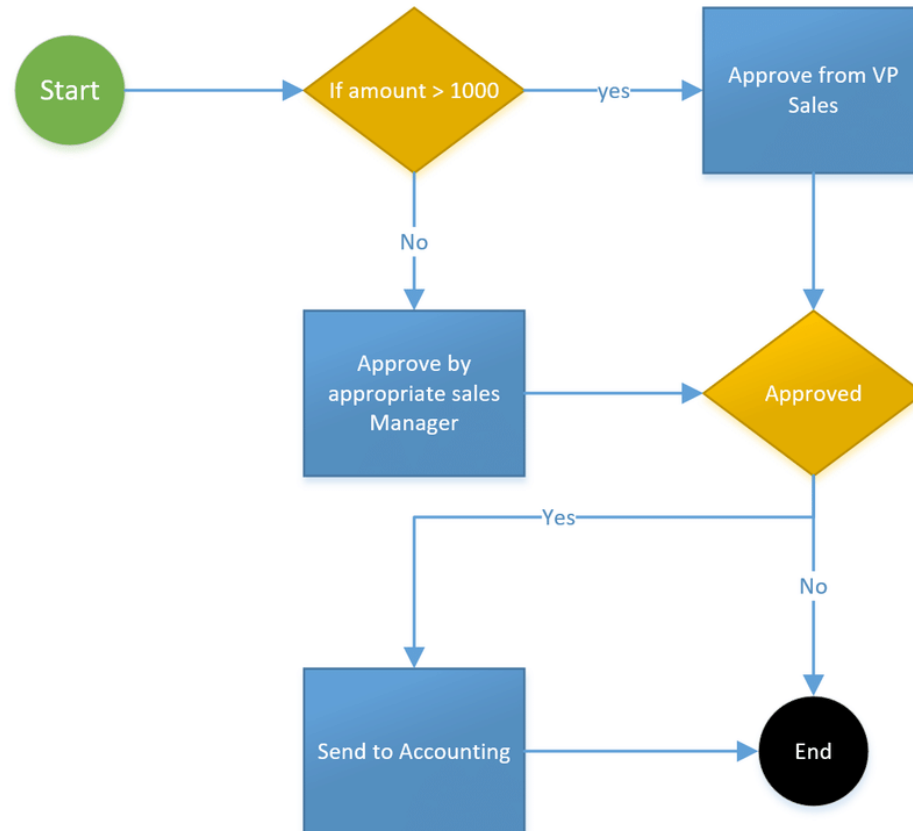 Start
If amount > 1000
yes
Approve from VP
Sales
No
Approve by
appropriate sales
Manager
Approved
Yes
No
Send to Accounting
End